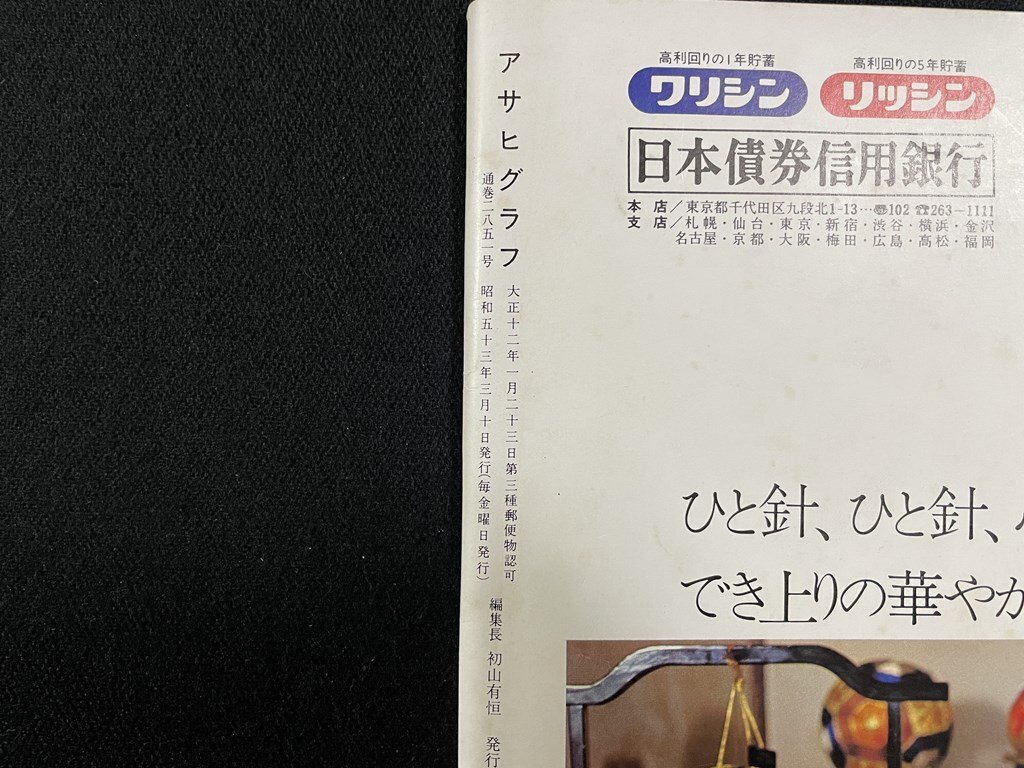 アサヒグラフ
通巻二八五一号
大正十二年一月二十三日第三種郵便物認可
昭和五十三年三月十日発行(毎金曜日発行)
編集長 初山有恒 発行
高利回りの1年貯蓄
ワリシン
高利回りの5年貯蓄
リッシン
日本債券信用銀行
本店/東京都千代田区九段北1-13…〠102 ☎263-1111
支店/札幌・仙台・東京・新宿・渋谷・横浜・金沢
名古屋・京都・大阪・梅田・広島・高松・福岡
ひと針、ひと針、
でき上りの華やか